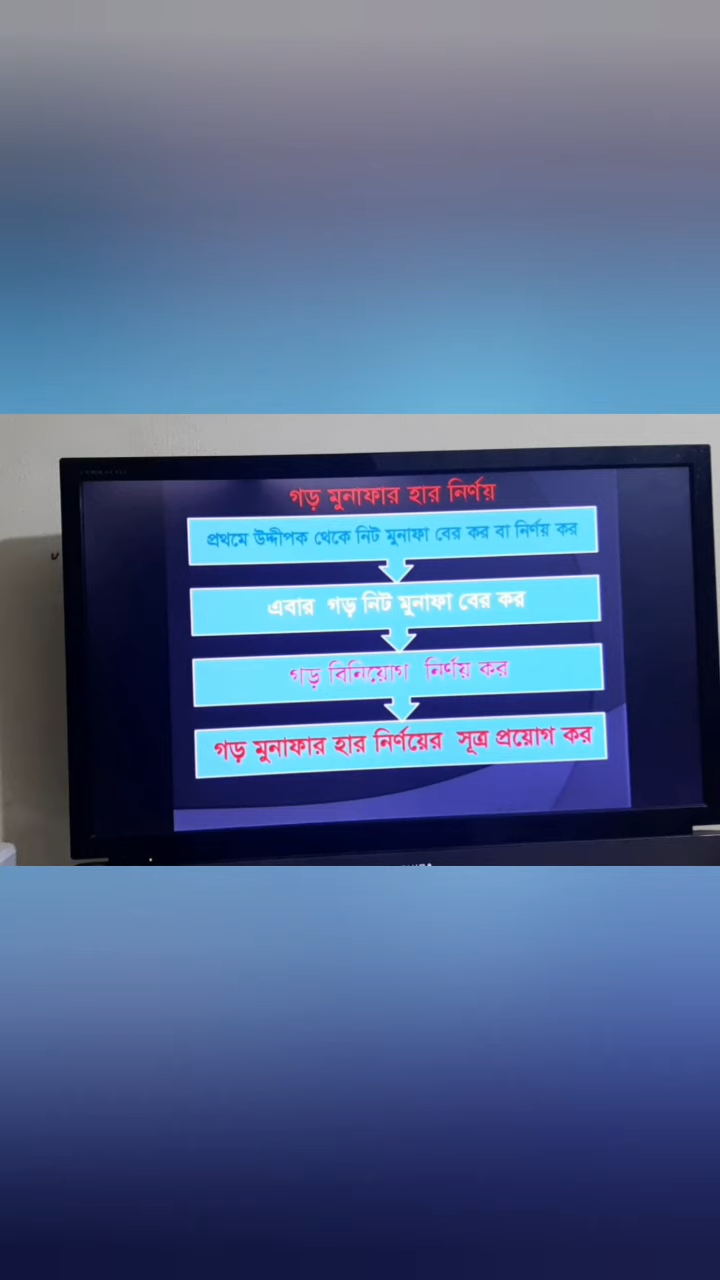 গড় মুনাফার হার নির্ণয়
প্রথমে উদ্দীপক থেকে নিট মুনাফা বের কর বা নির্ণয় কর
এবার গড় নিট মুনাফা বের কর
গড় বিনিয়োগ নির্ণয় কর
গড় মুনাফার হার নির্ণয়ের সূত্র প্রয়োগ কর